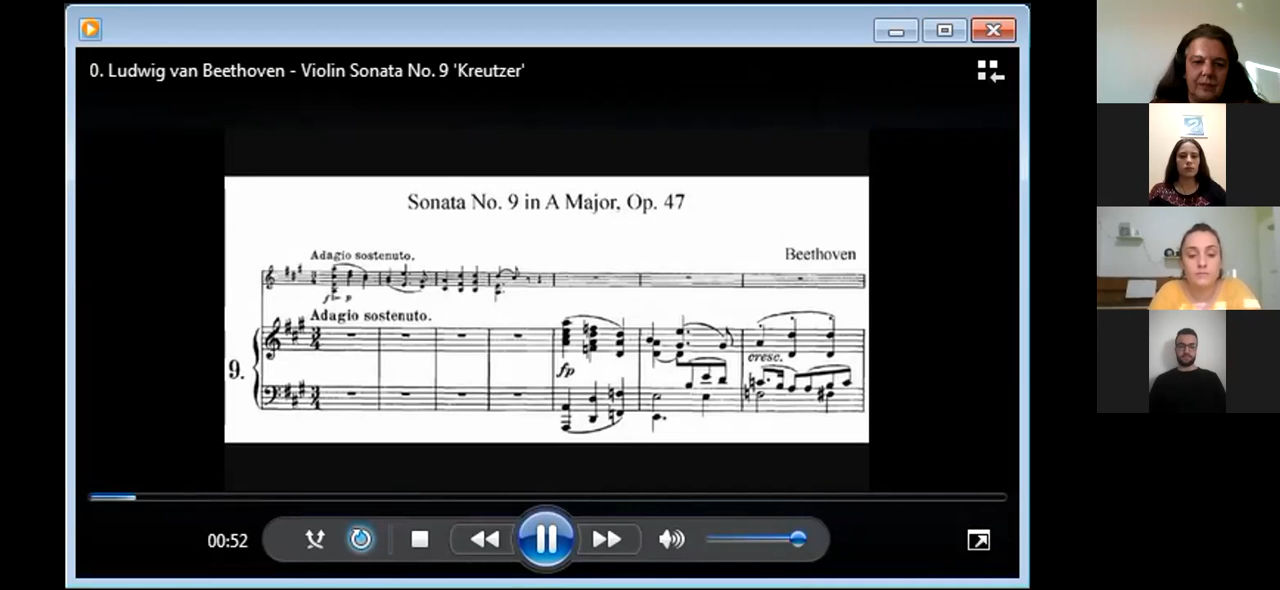 0. Ludwig van Beethoven - Violin Sonata No. 9 'Kreutzer'
Sonata No. 9 in A Major, Op. 47
Beethoven
Adagio sostenuto.
Adagio sostenuto.
9.
fp
cresc.
00:52